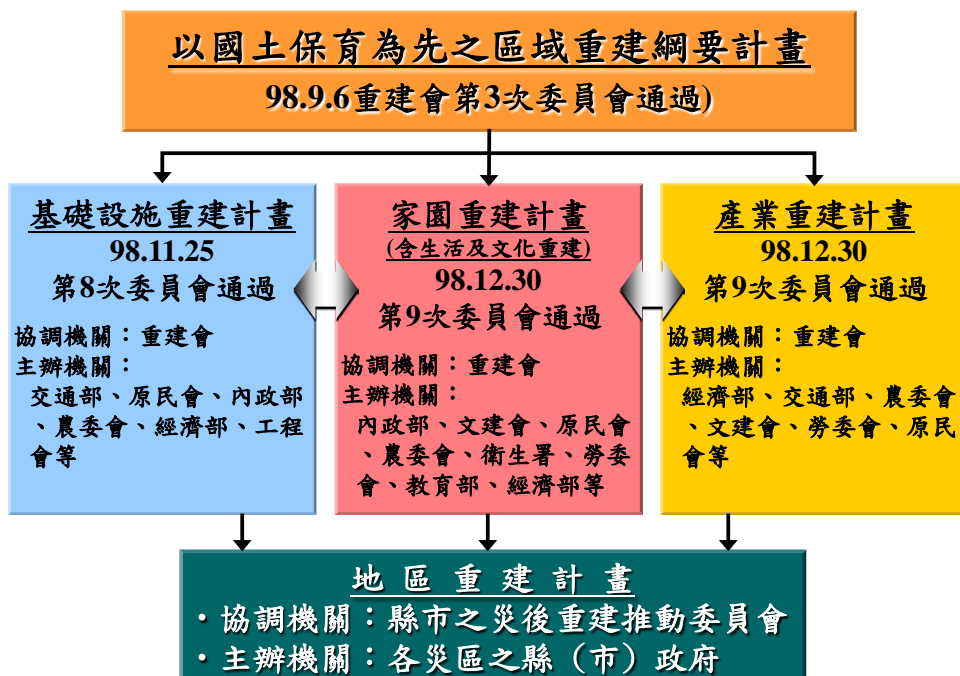 以國土保育為先之區域重建綱要計畫
98.9.6重建會第3次委員會通過)
基礎設施重建計畫
98.11.25
第8次委員會通過
協調機關：重建會
主辦機關：
交通部、原民會、內政部
、農委會、經濟部、工程
會等
家園重建計畫
(含生活及文化重建)
98.12.30
第9次委員會通過
協調機關：重建會
主辦機關：
內政部、文建會、原民會
、農委會、衛生署、勞委
會、教育部、經濟部等
產業重建計畫
98.12.30
第9次委員會通過
協調機關：重建會
主辦機關：
經濟部、交通部、農委會
、文建會、勞委會、原民
會等
地 區 重 建 計 畫
・協調機關：縣市之災後重建推動委員會
・主辦機關：各災區之縣（市）政府